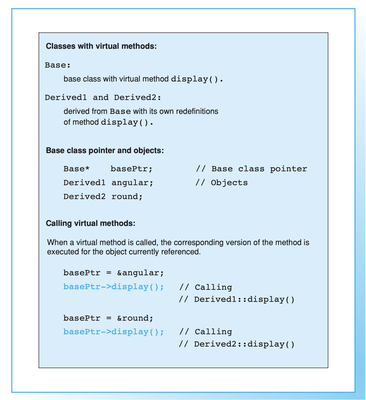 Classes with virtual methods:
Base:
base class with virtual method display().
Derived1 and Derived2:
derived from Base with its own redefinitions
of method display().
Base class pointer and objects:
Base* basePtr; // Base class pointer
Derived1 angular; // Objects
Derived2 round;
Calling virtual methods:
When a virtual method is called, the corresponding version of the method is
executed for the object currently referenced.
basePtr = &angular;
basePtr->display(); // Calling
// Derived1::display()
basePtr = &round;
basePtr->display(); // Calling
// Derived2::display()